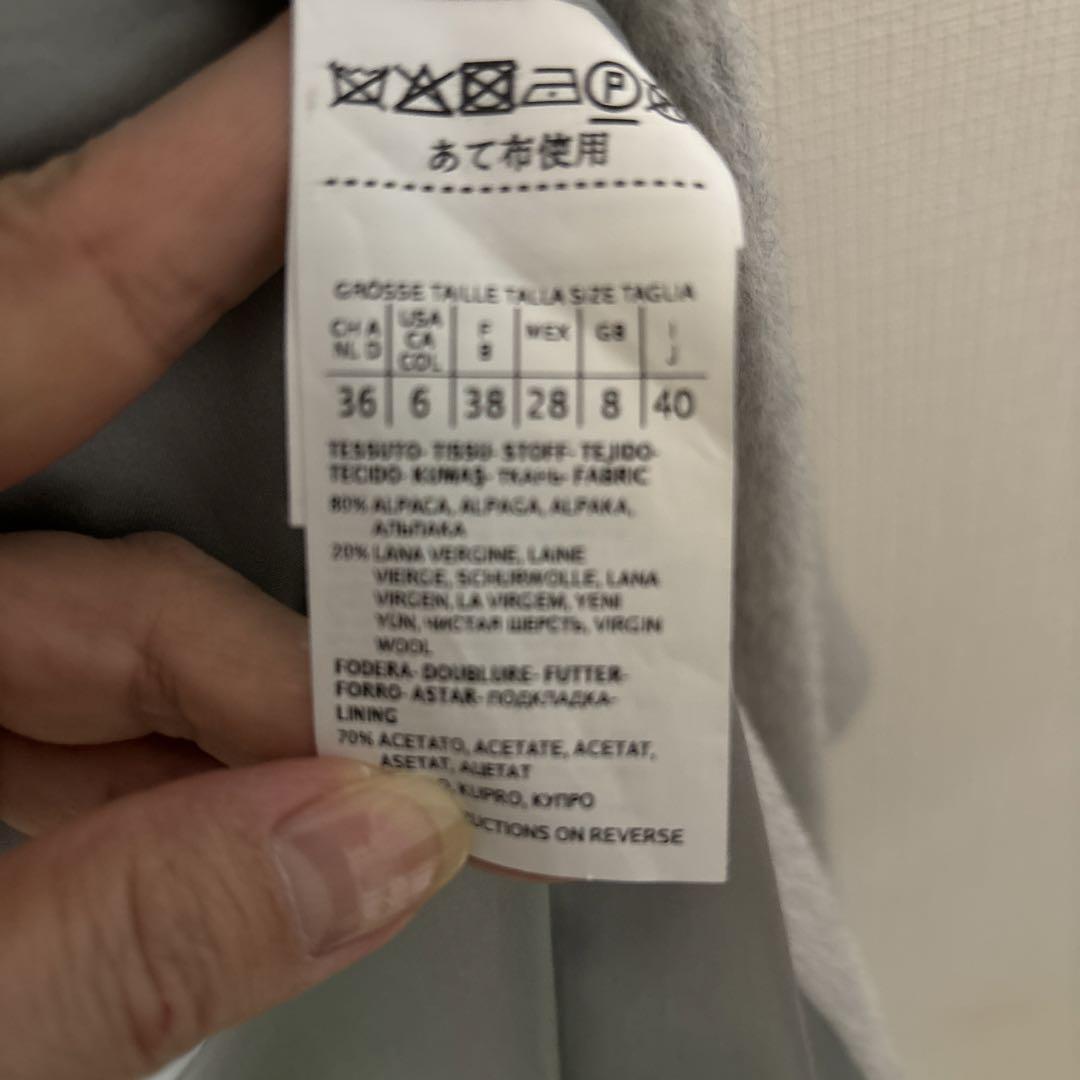 P
あて布使用
GRÖSSE TAILLE TALLA SIZE TAGLIA
CH A NL D USA CA COL F B MEX GB I J
36 6 38 28 8 40
TESSUTO- TISSU- STOFF- TEJIDO-
TECIDO- KUMAŞ- ТКАНЬ- FABRIC
80% ALPACA, ALPAGA, ALPAKA,
АЛЬПАКА
20% LANA VERGINE, LAINE
VIERGE, SCHURWOLLE, LANA
VIRGEN, LA VIRGEM, YENI
YÜN, ЧИСТАЯ ШЕРСТЬ, VIRGIN
WOOL
FODERA- DOUBLURE- FUTTER-
FORRO- ASTAR- ПОДКЛАДКА-
LINING
70% ACETATO, ACETATE, ACETAT,
ASETAT, АЦЕТАТ
KUPRO, КУПРО
ON REVERSE